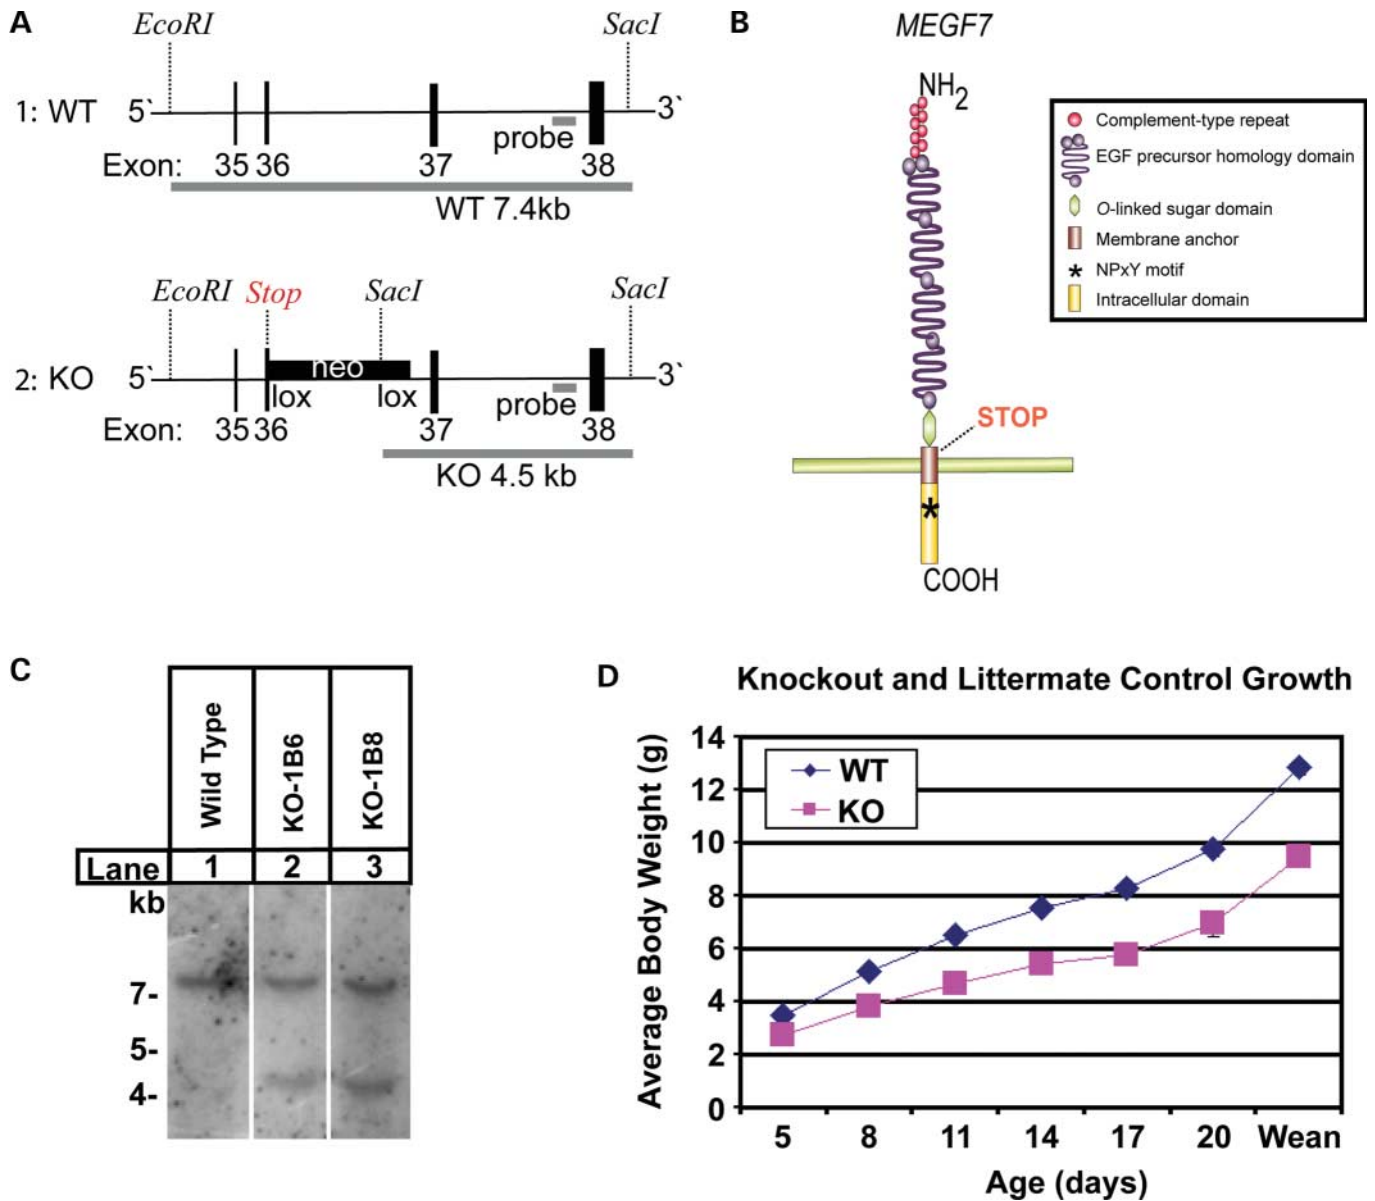 A
EcoRI SacI
1: WT 5` 3`
probe
Exon: 35 36 37 38
WT 7.4kb
EcoRI Stop SacI SacI
2: KO 5` neo 3`
lox lox probe
Exon: 35 36 37 38
KO 4.5 kb
B
MEGF7
NH2
STOP
*
COOH
Complement-type repeat
EGF precursor homology domain
O-linked sugar domain
Membrane anchor
* NPxY motif
Intracellular domain
C
Wild Type
KO-1B6
KO-1B8
Lane 1 2 3
kb
7-
5-
4-
D
Knockout and Littermate Control Growth
Average Body Weight (g)
14
12
10
8
6
4
2
0
WT
KO
5 8 11 14 17 20 Wean
Age (days)